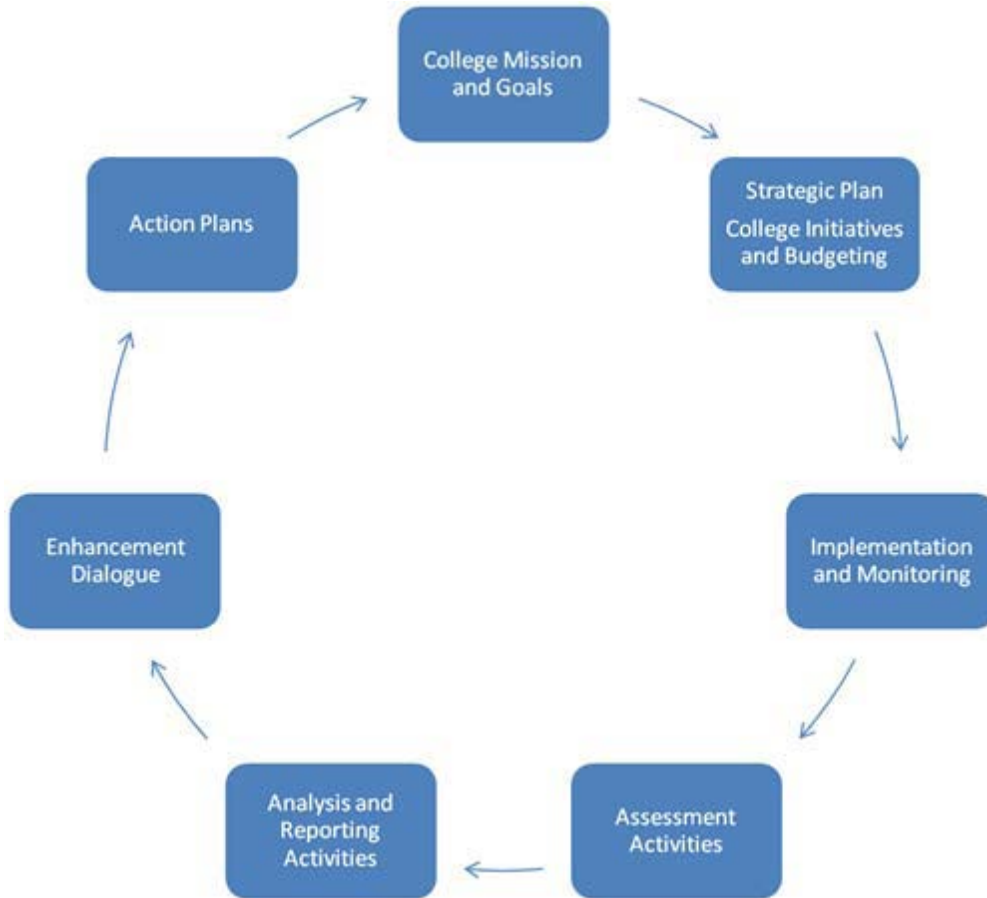 College Mission
and Goals
Strategic Plan
College Initiatives
and Budgeting
Implementation
and Monitoring
Assessment
Activities
Analysis and
Reporting
Activities
Enhancement
Dialogue
Action Plans